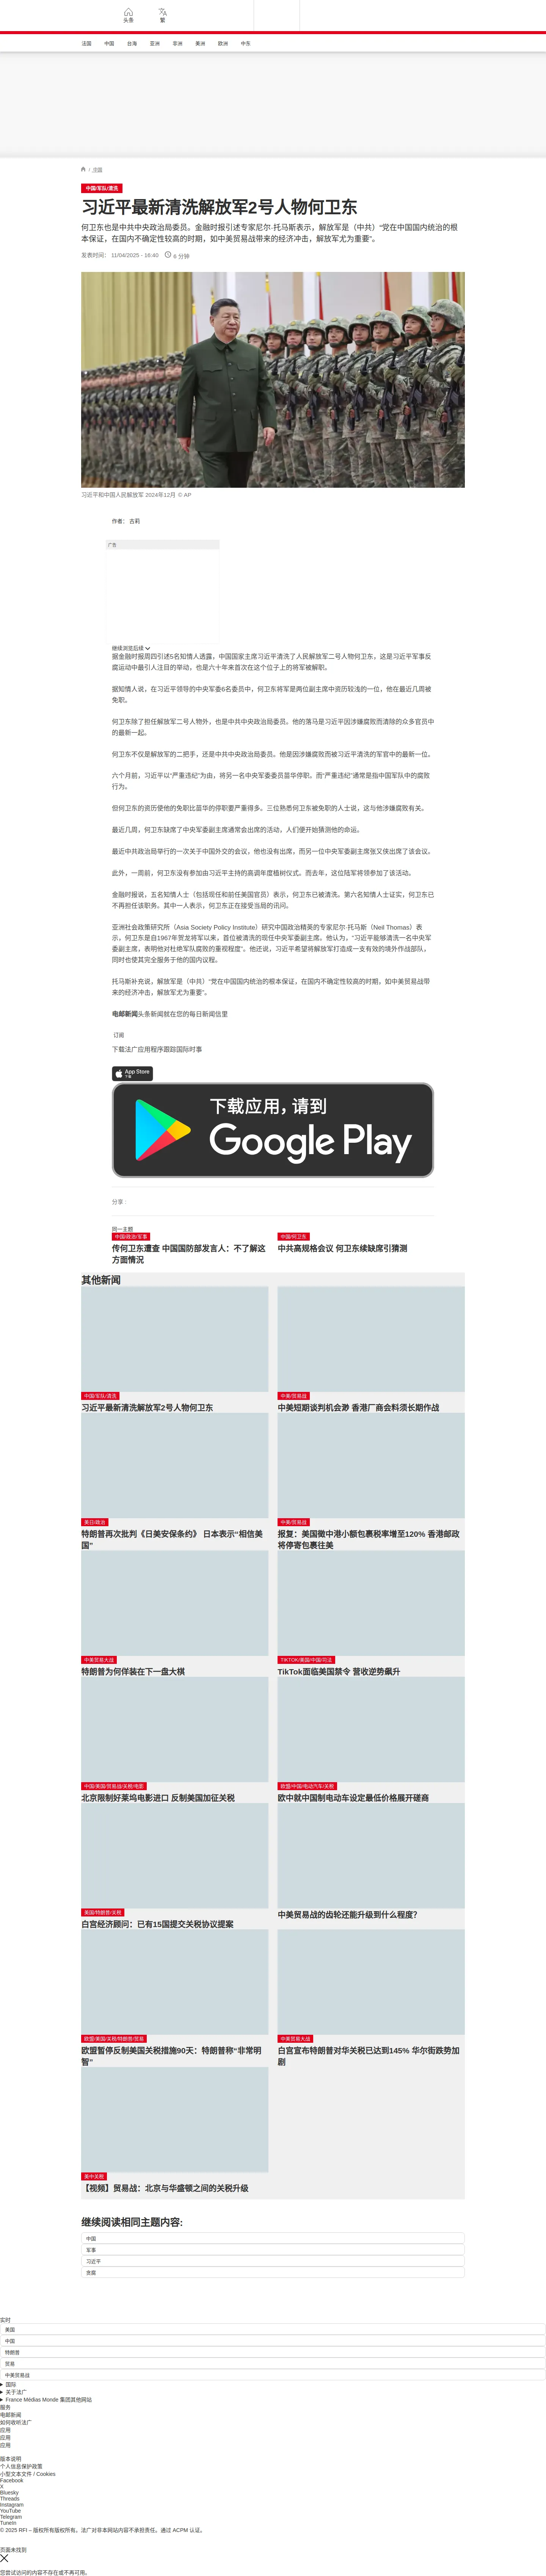 头条
繁
法国
中国
台海
亚洲
非洲
美洲
欧洲
中东
/ 中国
中国/军队/清洗
习近平最新清洗解放军2号人物何卫东
何卫东也是中共中央政治局委员。金融时报引述专家尼尔·托马斯表示，解放军是（中共）“党在中国国内统治的根
本保证，在国内不确定性较高的时期，如中美贸易战带来的经济冲击，解放军尤为重要”。
发表时间： 11/04/2025 - 16:40
6 分钟
习近平和中国人民解放军 2024年12月 © AP
作者： 古莉
广告
继续浏览后续
据金融时报周四引述5名知情人透露，中国国家主席习近平清洗了人民解放军二号人物何卫东，这是习近平军事反
腐运动中最引人注目的举动，也是六十年来首次在这个位子上的将军被解职。
据知情人说，在习近平领导的中央军委6名委员中，何卫东将军是两位副主席中资历较浅的一位，他在最近几周被
免职。
何卫东除了担任解放军二号人物外，也是中共中央政治局委员。他的落马是习近平因涉嫌腐败而清除的众多官员中
的最新一起。
何卫东不仅是解放军的二把手，还是中共中央政治局委员。他是因涉嫌腐败而被习近平清洗的军官中的最新一位。
六个月前，习近平以“严重违纪”为由，将另一名中央军委委员苗华停职。而“严重违纪”通常是指中国军队中的腐败
行为。
但何卫东的资历使他的免职比苗华的停职要严重得多。三位熟悉何卫东被免职的人士说，这与他涉嫌腐败有关。
最近几周，何卫东缺席了中央军委副主席通常会出席的活动，人们便开始猜测他的命运。
最近中共政治局举行的一次关于中国外交的会议，他也没有出席，而另一位中央军委副主席张又侠出席了该会议。
此外，一周前，何卫东没有参加由习近平主持的高调年度植树仪式。而去年，这位陆军将领参加了该活动。
金融时报说，五名知情人士（包括现任和前任美国官员）表示，何卫东已被清洗。第六名知情人士证实，何卫东已
不再担任该职务。其中一人表示，何卫东正在接受当局的讯问。
亚洲社会政策研究所（Asia Society Policy Institute）研究中国政治精英的专家尼尔·托马斯（Neil Thomas）表
示，何卫东是自1967年贺龙将军以来，首位被清洗的现任中央军委副主席。他认为，“习近平能够清洗一名中央军
委副主席，表明他对杜绝军队腐败的重视程度”。他还说，习近平希望将解放军打造成一支有效的境外作战部队，
同时也使其完全服务于他的国内议程。
托马斯补充说，解放军是（中共）“党在中国国内统治的根本保证，在国内不确定性较高的时期，如中美贸易战带
来的经济冲击，解放军尤为重要”。
电邮新闻头条新闻就在您的每日新闻信里
订阅
下载法广应用程序跟踪国际时事
App Store
下载
下载应用，请到
Google Play
分享 :
同一主题
中国/政治/军事
传何卫东遭查 中国国防部发言人：不了解这
方面情况
中国/何卫东
中共高规格会议 何卫东续缺席引猜测
其他新闻
中国/军队/清洗
习近平最新清洗解放军2号人物何卫东
中美/贸易战
中美短期谈判机会渺 香港厂商会料须长期作战
美日/政治
特朗普再次批判《日美安保条约》 日本表示“相信美
国”
中美/贸易战
报复：美国徵中港小额包裹税率增至120% 香港邮政
将停寄包裹往美
中美贸易大战
特朗普为何佯装在下一盘大棋
TIKTOK/美国/中国/司法
TikTok面临美国禁令 营收逆势飙升
中国/美国/贸易战/关税/电影
北京限制好莱坞电影进口 反制美国加征关税
欧盟/中国/电动汽车/关税
欧中就中国制电动车设定最低价格展开磋商
美国/特朗普/关税
白宫经济顾问：已有15国提交关税协议提案
中美贸易战的齿轮还能升级到什么程度？
欧盟/美国/关税/特朗普/贸易
欧盟暂停反制美国关税措施90天：特朗普称“非常明
智”
中美贸易大战
白宫宣布特朗普对华关税已达到145% 华尔街跌势加
剧
美中关税
【视频】贸易战：北京与华盛顿之间的关税升级
继续阅读相同主题内容:
中国
军事
习近平
贪腐
实时
美国
中国
特朗普
贸易
中美贸易战
国际
关于法广
France Médias Monde 集团其他网站
服务
电邮新闻
如何收听法广
应用
应用
应用
版本说明
个人信息保护政策
小型文本文件 / Cookies
Facebook
X
Bluesky
Threads
Instagram
YouTube
Telegram
TuneIn
© 2025 RFI – 版权所有版权所有。法广对非本网站内容不承担责任。通过 ACPM 认证。
页面未找到
您尝试访问的内容不存在或不再可用。